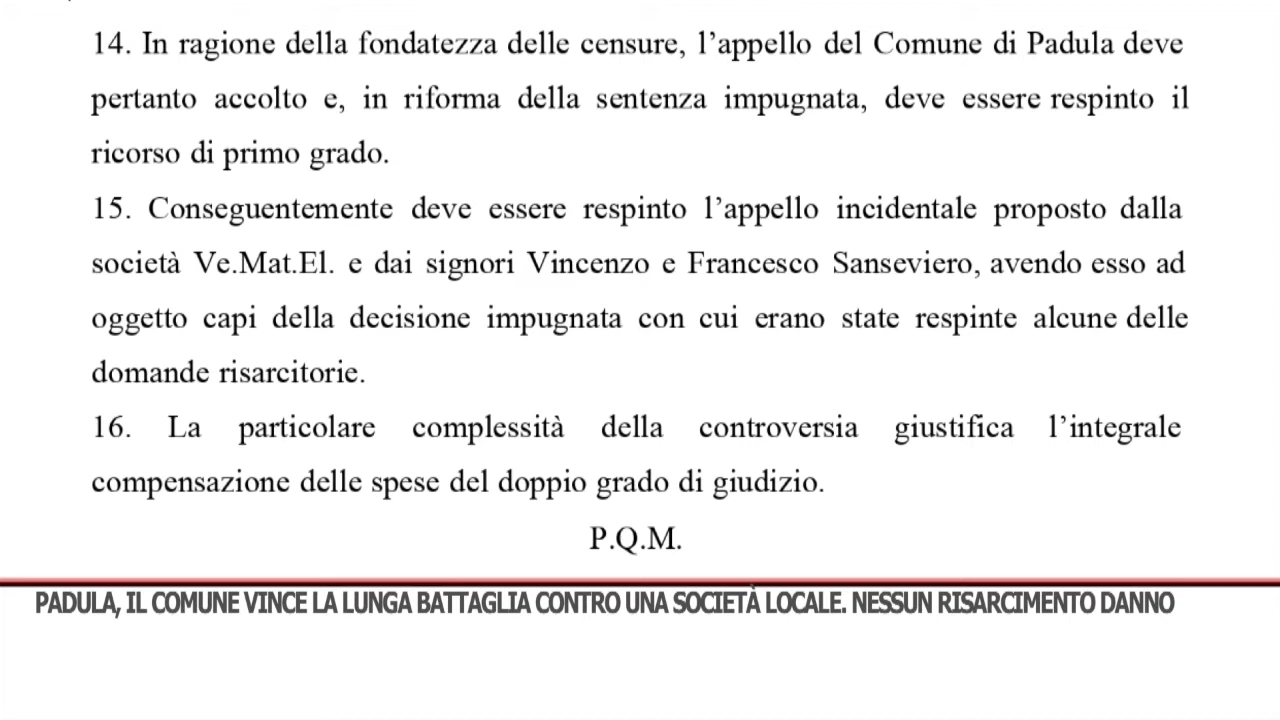 14. In ragione della fondatezza delle censure, l’appello del Comune di Padula deve
pertanto accolto e, in riforma della sentenza impugnata, deve essere respinto il
ricorso di primo grado.
15. Conseguentemente deve essere respinto l’appello incidentale proposto dalla
società Ve.Mat.El. e dai signori Vincenzo e Francesco Sanseviero, avendo esso ad
oggetto capi della decisione impugnata con cui erano state respinte alcune delle
domande risarcitorie.
16. La particolare complessità della controversia giustifica l’integrale
compensazione delle spese del doppio grado di giudizio.
P.Q.M.
PADULA, IL COMUNE VINCE LA LUNGA BATTAGLIA CONTRO UNA SOCIETÀ LOCALE. NESSUN RISARCIMENTO DANNO